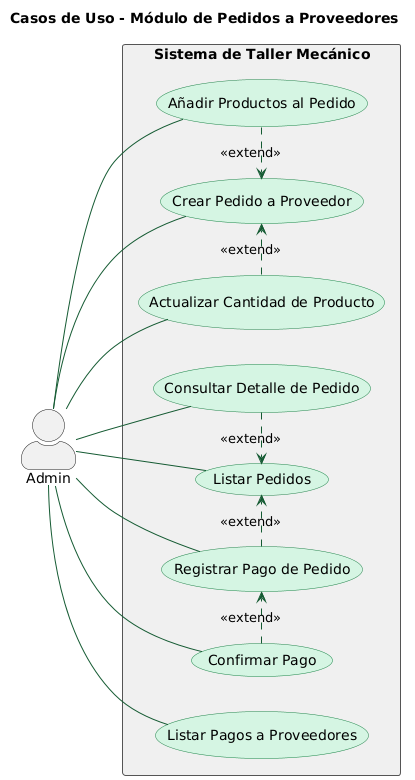 Casos de Uso - Módulo de Pedidos a Proveedores
Sistema de Taller Mecánico
Añadir Productos al Pedido
«extend»
Crear Pedido a Proveedor
«extend»
Actualizar Cantidad de Producto
Consultar Detalle de Pedido
«extend»
Admin
Listar Pedidos
«extend»
Registrar Pago de Pedido
«extend»
Confirmar Pago
Listar Pagos a Proveedores